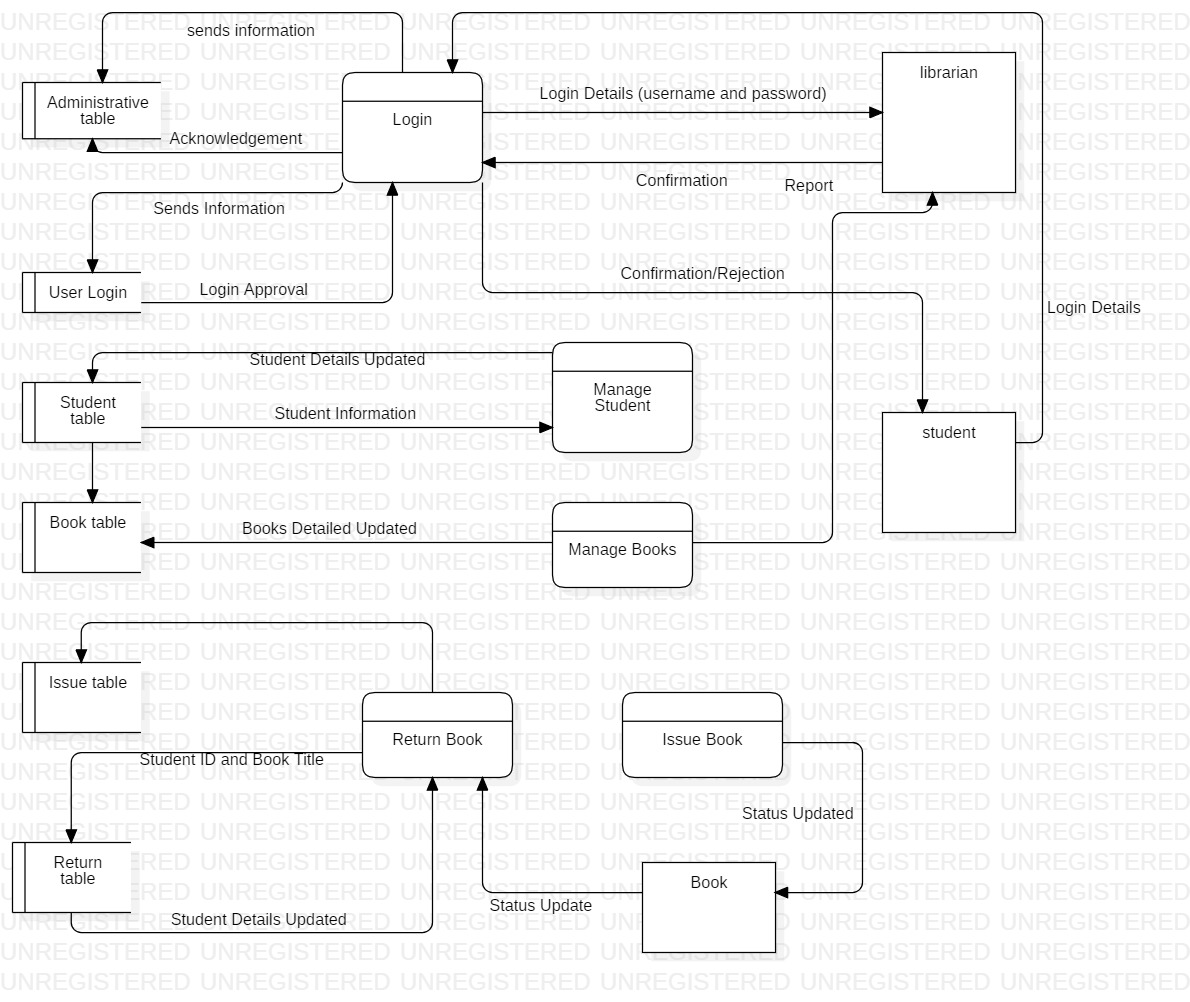 sends information
librarian
Administrative
table
Login Details (username and password)
Login
Acknowledgement
Confirmation
Report
Sends Information
Confirmation/Rejection
User Login
Login Approval
Login Details
Student Details Updated
Manage
Student
Student
table
Student Information
student
Book table
Books Detailed Updated
Manage Books
Issue table
Return Book
Issue Book
Student ID and Book Title
Status Updated
Return
table
Book
Status Update
Student Details Updated
UNREGISTERED